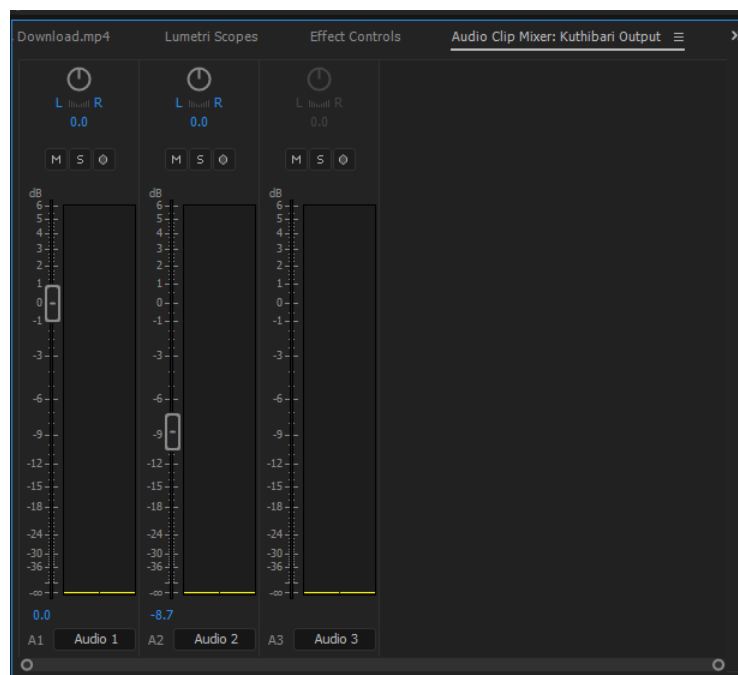 Download.mp4 Lumetri Scopes Effect Controls Audio Clip Mixer: Kuthibari Output
L R L R L R
0.0 0.0 0.0
M S M S M S
dB dB dB
6 6 6
5 5 5
4 4 4
3 3 3
2 2 2
1 1 1
0 0 0
-1 -1 -1
-3 -3 -3
-6 -6 -6
-9 -9 -9
-12 -12 -12
-15 -15 -15
-18 -18 -18
-24 -24 -24
-30 -30 -30
-36 -36 -36
-∞ -∞ -∞
0.0 -8.7
A1 Audio 1 A2 Audio 2 A3 Audio 3